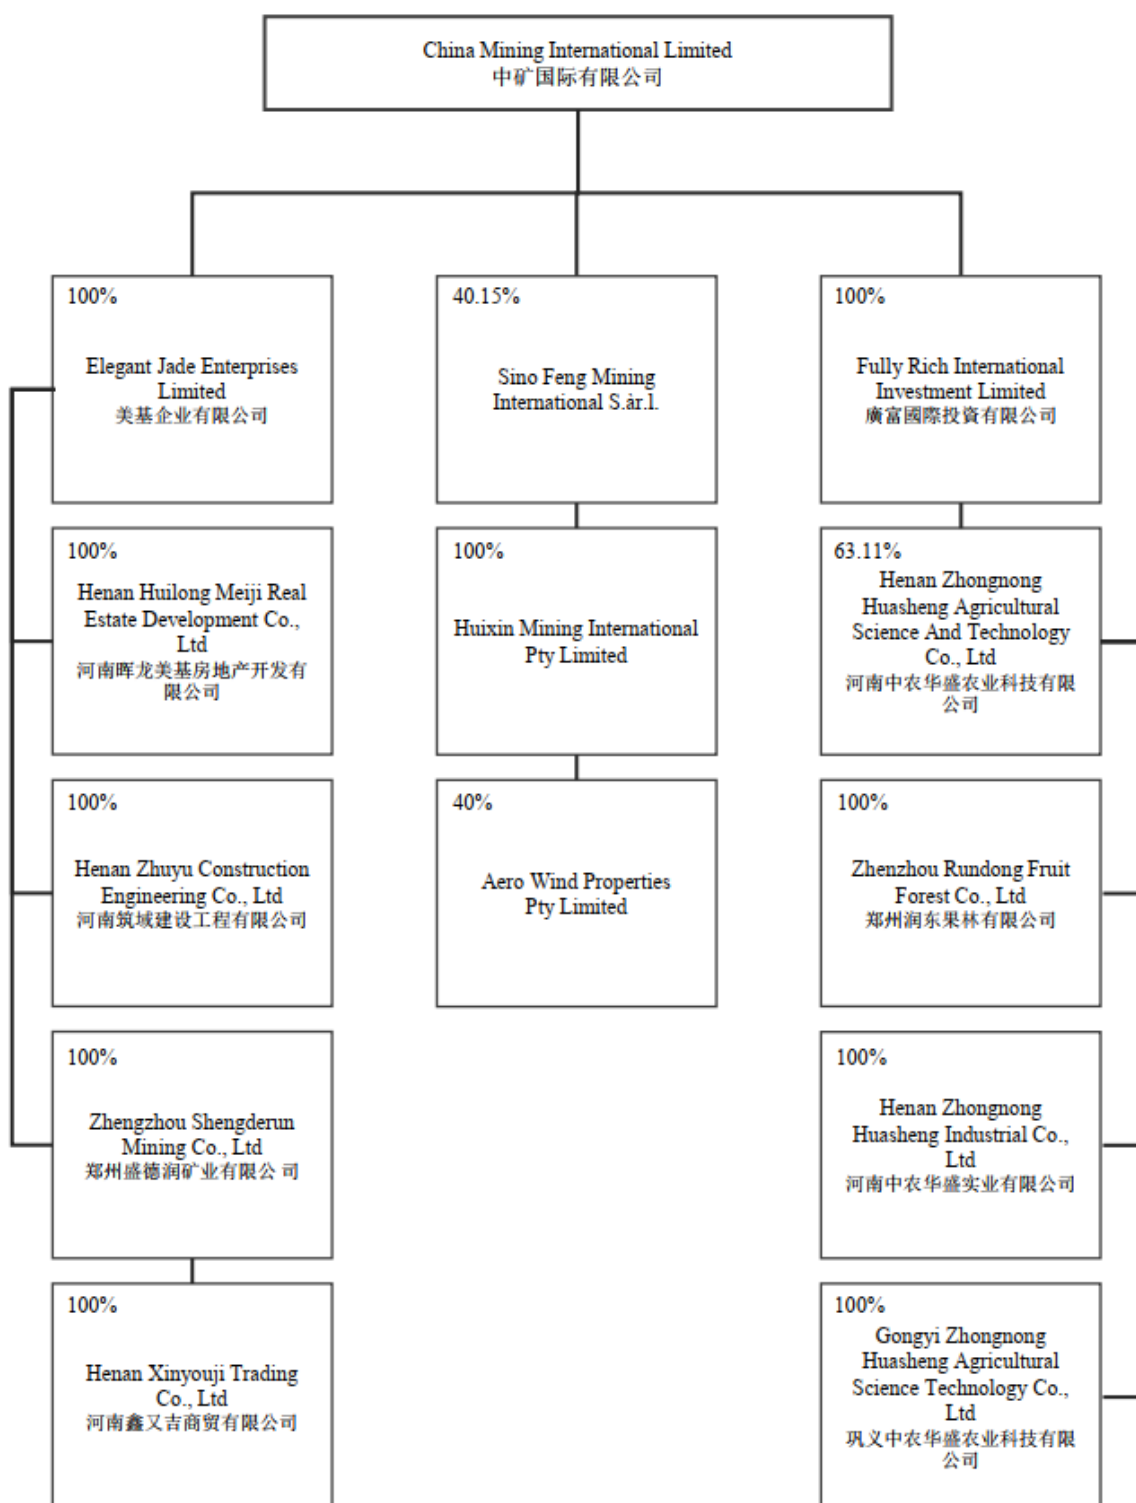 China Mining International Limited
中矿国际有限公司
100%
Elegant Jade Enterprises
Limited
美基企业有限公司
40.15%
Sino Feng Mining
International S.àr.l.
100%
Fully Rich International
Investment Limited
廣富國際投資有限公司
100%
Henan Huilong Meiji Real
Estate Development Co.,
Ltd
河南晖龙美基房地产开发有
限公司
100%
Huixin Mining International
Pty Limited
63.11%
Henan Zhongnong
Huasheng Agricultural
Science And Technology
Co., Ltd
河南中农华盛农业科技有限
公司
100%
Henan Zhuyu Construction
Engineering Co., Ltd
河南筑域建设工程有限公司
40%
Aero Wind Properties
Pty Limited
100%
Zhenzhou Rundong Fruit
Forest Co., Ltd
郑州润东果林有限公司
100%
Zhengzhou Shengderun
Mining Co., Ltd
郑州盛德润矿业有限公 司
100%
Henan Zhongnong
Huasheng Industrial Co.,
Ltd
河南中农华盛实业有限公司
100%
Henan Xinyouji Trading
Co., Ltd
河南鑫又吉商贸有限公司
100%
Gongyi Zhongnong
Huasheng Agricultural
Science Technology Co.,
Ltd
巩义中农华盛农业科技有限
公司